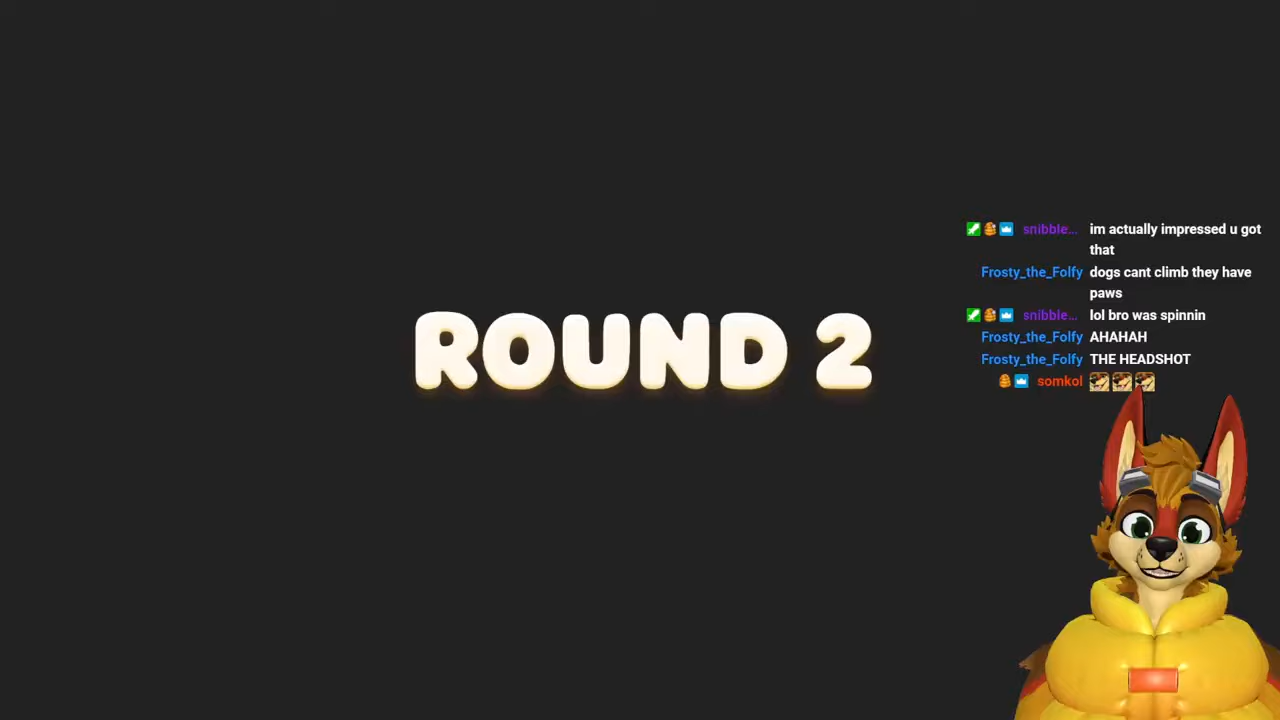 ROUND 2
snibble... im actually impressed u got
that
Frosty_the_Folfy dogs cant climb they have
paws
snibble... lol bro was spinnin
Frosty_the_Folfy AHAHAH
Frosty_the_Folfy THE HEADSHOT
somkol